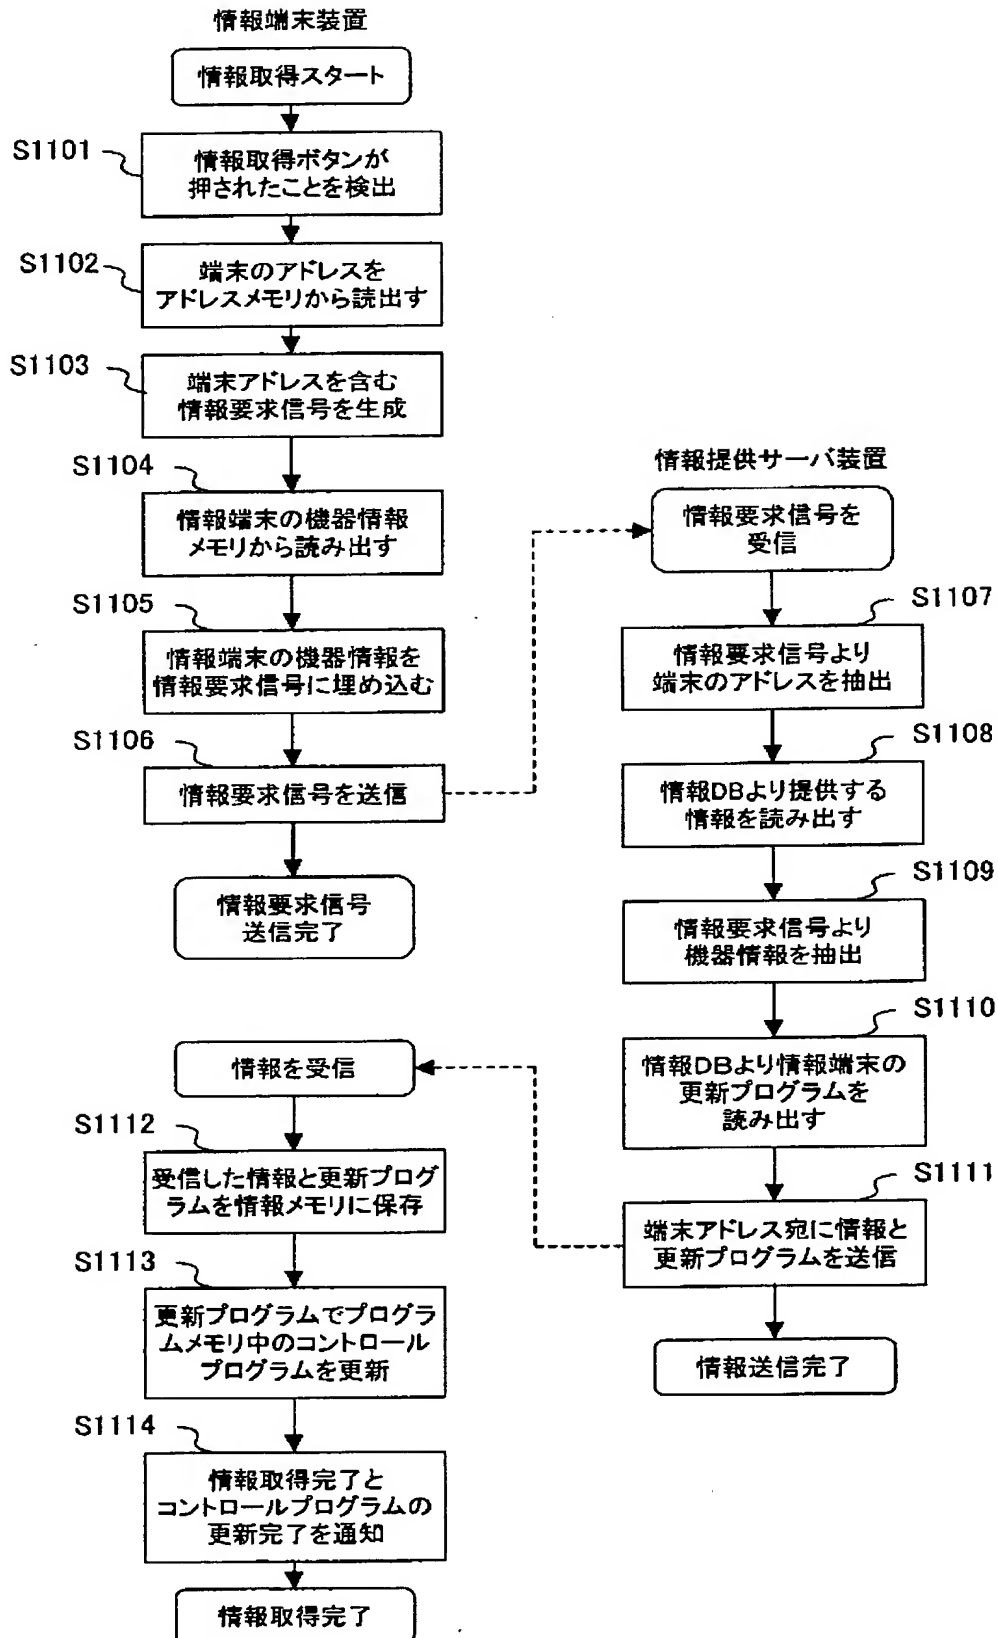 情報端末装置
情報取得スタート
S1101
情報取得ボタンが
押されたことを検出
S1102
端末のアドレスを
アドレスメモリから読出す
S1103
端末アドレスを含む
情報要求信号を生成
S1104
情報端末の機器情報
メモリから読み出す
S1105
情報端末の機器情報を
情報要求信号に埋め込む
S1106
情報要求信号を送信
情報要求信号
送信完了
情報提供サーバ装置
情報要求信号を
受信
S1107
情報要求信号より
端末のアドレスを抽出
S1108
情報DBより提供する
情報を読み出す
S1109
情報要求信号より
機器情報を抽出
S1110
情報DBより情報端末の
更新プログラムを
読み出す
S1111
端末アドレス宛に情報と
更新プログラムを送信
情報送信完了
情報を受信
S1112
受信した情報と更新プログ
ラムを情報メモリに保存
S1113
更新プログラムでプログラ
ムメモリ中のコントロール
プログラムを更新
S1114
情報取得完了と
コントロールプログラムの
更新完了を通知
情報取得完了